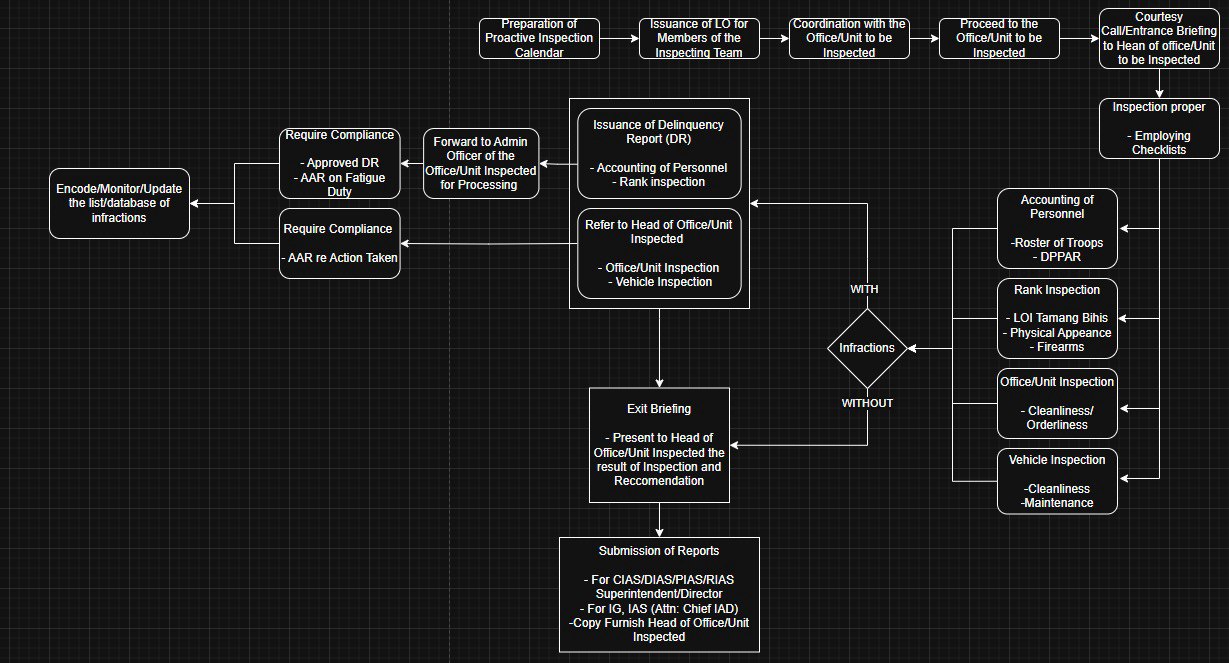 Preparation of
Proactive Inspection
Calendar
Issuance of LO for
Members of the
Inspecting Team
Coordination with the
Office/Unit to be
Inspected
Proceed to the
Office/Unit to be
Inspected
Courtesy
Call/Entrance Briefing
to Hean of office/Unit
to be Inspected
Inspection proper
- Employing
Checklists
Accounting of
Personnel
-Roster of Troops
- DPPAR
Rank Inspection
- LOI Tamang Bihis
- Physical Appeance
- Firearms
Office/Unit Inspection
- Cleanliness/
Orderliness
Vehicle Inspection
-Cleanliness
-Maintenance
Infractions
WITH
WITHOUT
Issuance of Delinquency
Report (DR)
- Accounting of Personnel
- Rank inspection
Refer to Head of Office/Unit
Inspected
- Office/Unit Inspection
- Vehicle Inspection
Forward to Admin
Officer of the
Office/Unit Inspected
for Processing
Require Compliance
- Approved DR
- AAR on Fatigue
Duty
Require Compliance
- AAR re Action Taken
Encode/Monitor/Update
the list/database of
infractions
Exit Briefing
- Present to Head of
Office/Unit Inspected the
result of Inspection and
Reccomendation
Submission of Reports
- For CIAS/DIAS/PIAS/RIAS
Superintendent/Director
- For IG, IAS (Attn: Chief IAD)
-Copy Furnish Head of Office/Unit
Inspected